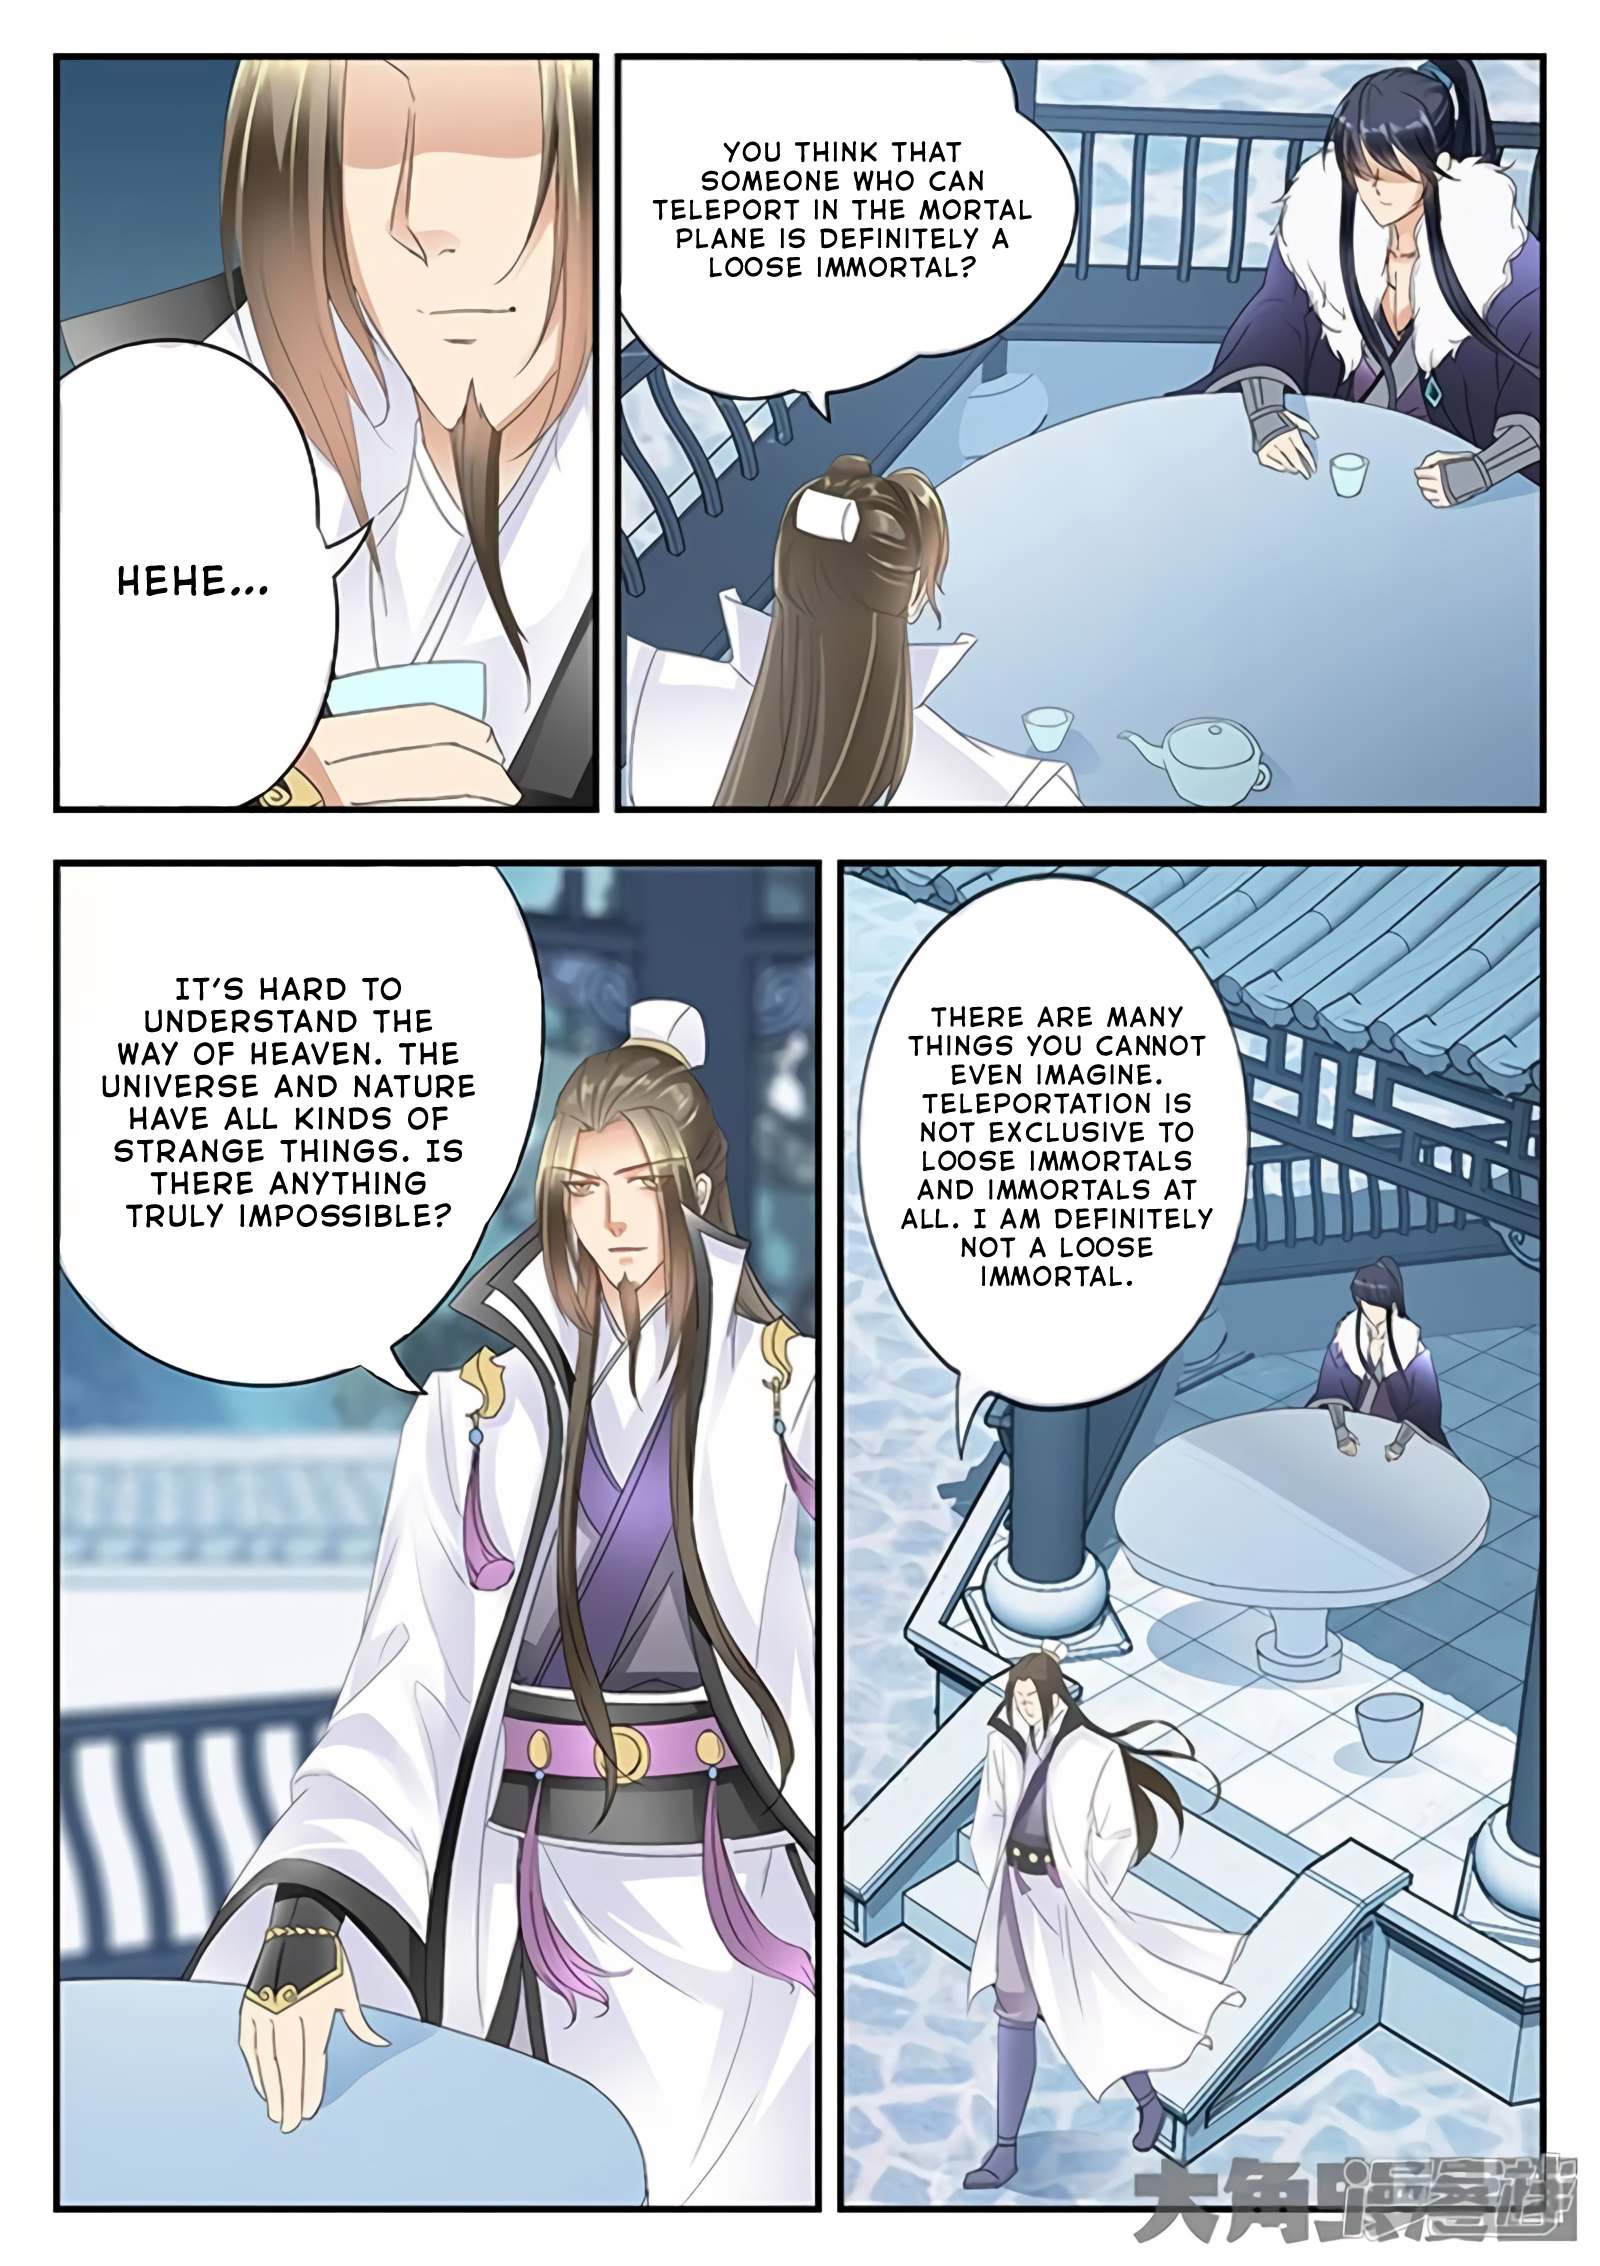 HEHE...
YOU THINK THAT
SOMEONE WHO CAN
TELEPORT IN THE MORTAL
PLANE IS DEFINITELY A
LOOSE IMMORTAL?
IT'S HARD TO
UNDERSTAND THE
WAY OF HEAVEN. THE
UNIVERSE AND NATURE
HAVE ALL KINDS OF
STRANGE THINGS. IS
THERE ANYTHING
TRULY IMPOSSIBLE?
THERE ARE MANY
THINGS YOU CANNOT
EVEN IMAGINE.
TELEPORTATION IS
NOT EXCLUSIVE TO
LOOSE IMMORTALS
AND IMMORTALS AT
ALL. I AM DEFINITELY
NOT A LOOSE
IMMORTAL.
大角